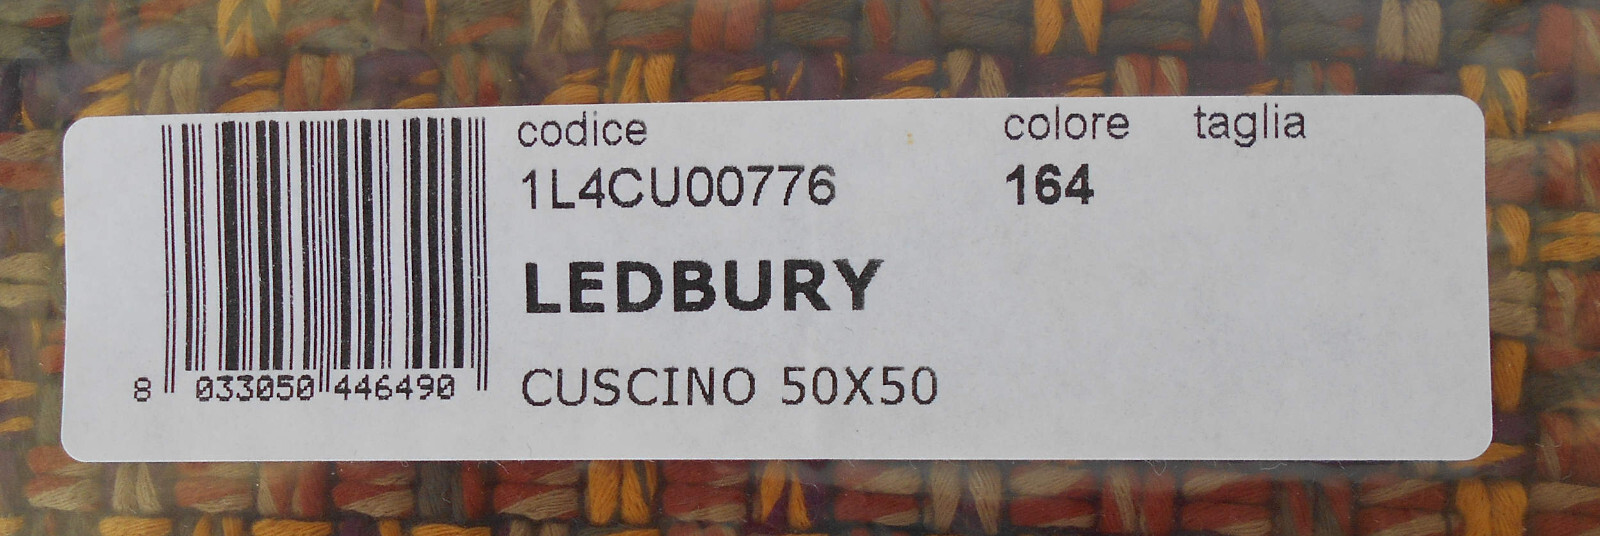 codice colore taglia
1L4CU00776 164
LEDBURY
CUSCINO 50X50
8 033050 446490